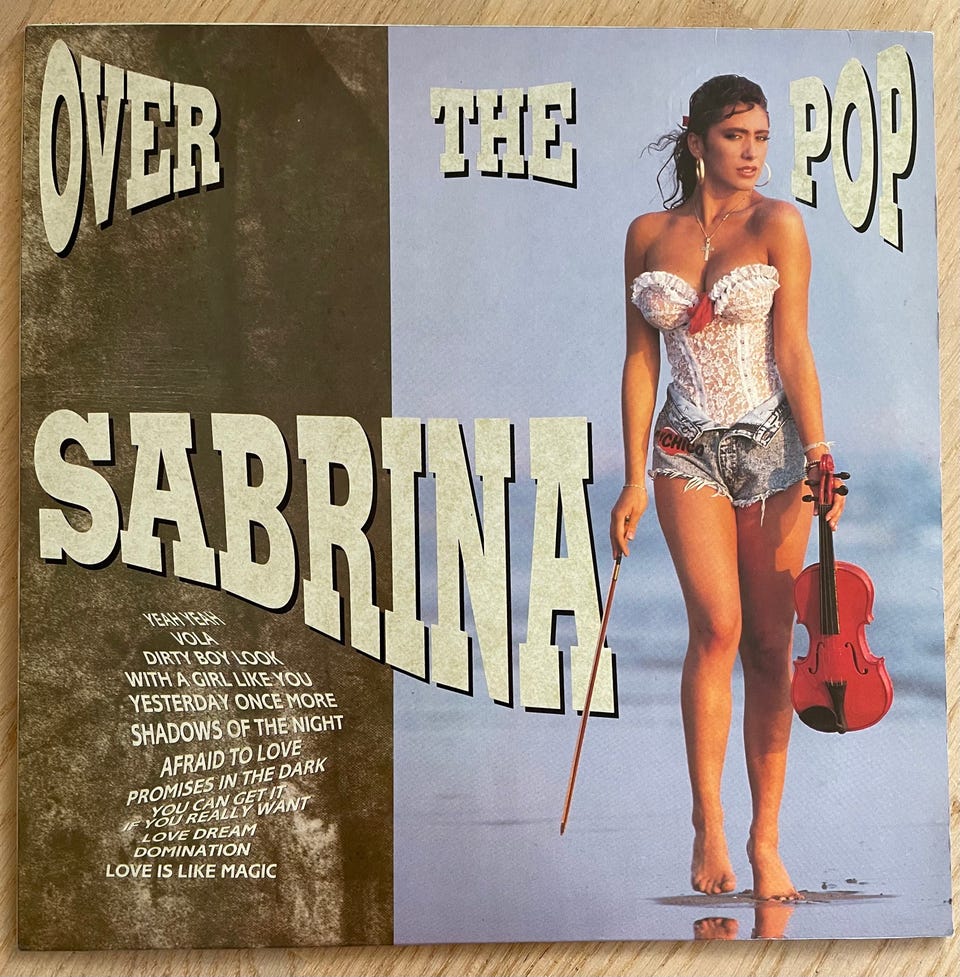 OVER THE POP
SABRINA
YEAH YEAH
VOLA
DIRTY BOY LOOK
WITH A GIRL LIKE YOU
YESTERDAY ONCE MORE
SHADOWS OF THE NIGHT
AFRAID TO LOVE
PROMISES IN THE DARK
YOU CAN GET IT
IF YOU REALLY WANT
LOVE DREAM
DOMINATION
LOVE IS LIKE MAGIC